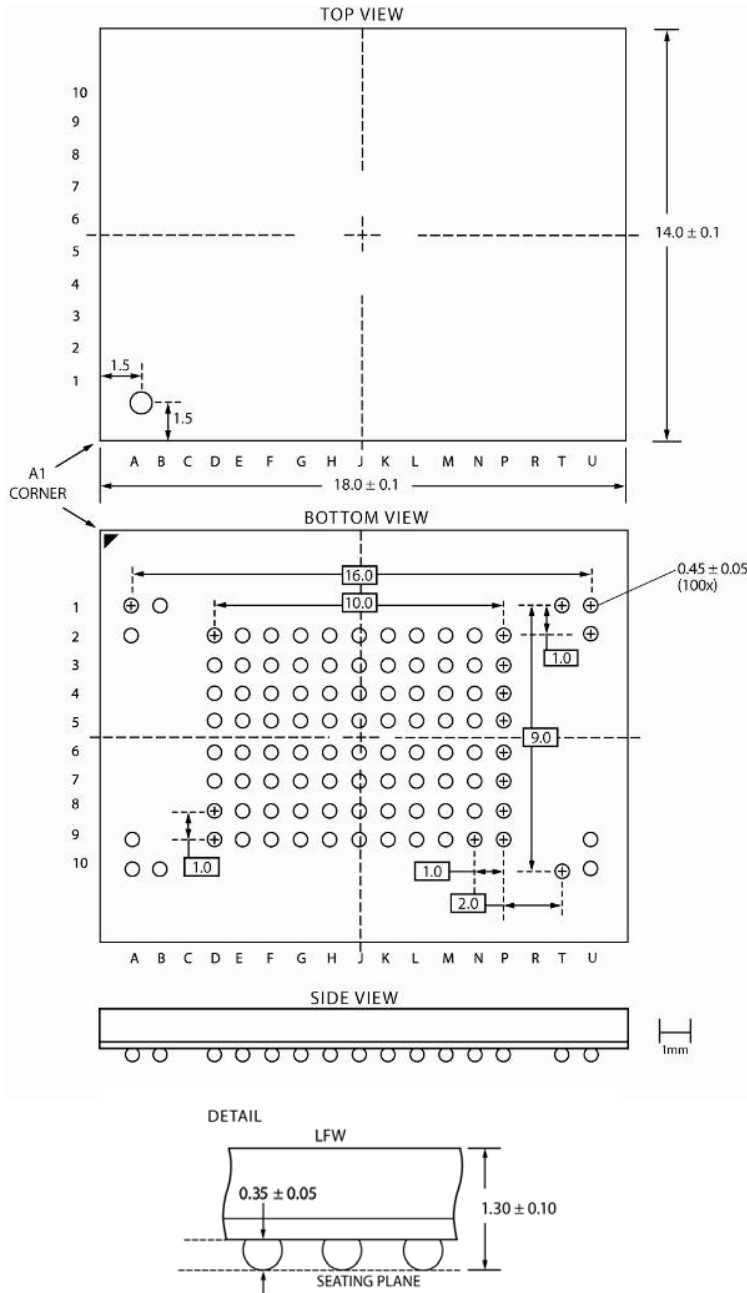 TOP VIEW
10
9
8
7
6
5
4
3
2
1
1.5
1.5
14.0 ± 0.1
A B C D E F G H J K L M N P R T U
18.0 ± 0.1
A1
CORNER
BOTTOM VIEW
16.0
0.45 ± 0.05
(100x)
1
10.0
2
1.0
3
4
5
9.0
6
7
8
9
1.0
10
1.0
2.0
A B C D E F G H J K L M N P R T U
SIDE VIEW
1mm
DETAIL
LFW
0.35 ± 0.05
1.30 ± 0.10
SEATING PLANE